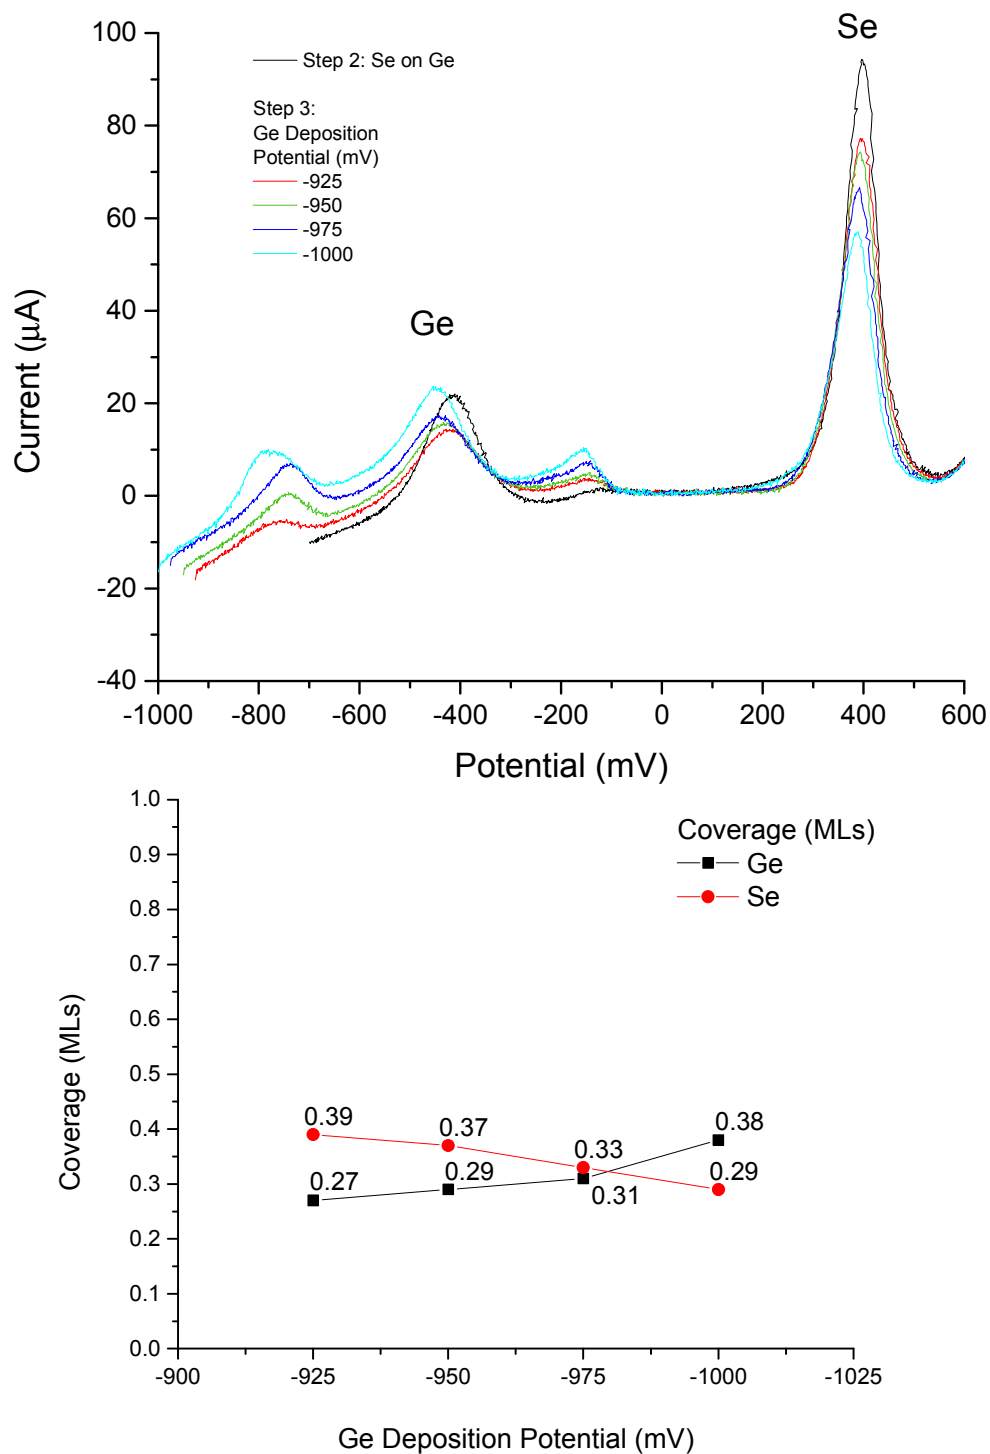 Se
Step 2: Se on Ge
Step 3:
Ge Deposition
Potential (mV)
-925
-950
-975
-1000
Ge
100
80
60
40
20
0
-20
-40
Current (µA)
-1000 -800 -600 -400 -200 0 200 400 600
Potential (mV)
Coverage (MLs)
Ge
Se
1.0
0.9
0.8
0.7
0.6
0.5
0.4
0.3
0.2
0.1
0.0
Coverage (MLs)
0.39 0.37 0.33 0.38
0.27 0.29 0.31 0.29
-900 -925 -950 -975 -1000 -1025
Ge Deposition Potential (mV)